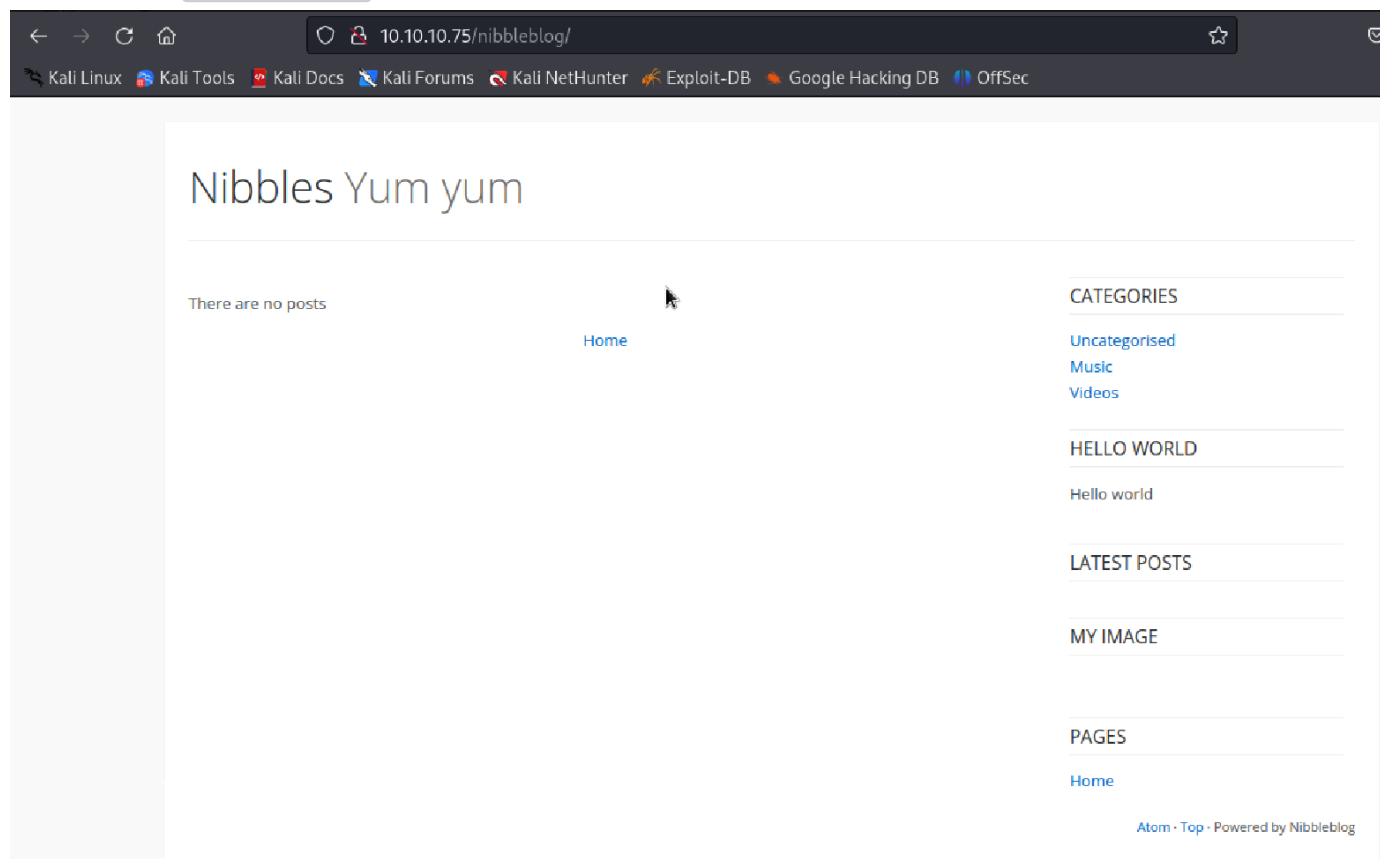 10.10.10.75/nibbleblog/
Kali Linux Kali Tools Kali Docs Kali Forums Kali NetHunter Exploit-DB Google Hacking DB OffSec
Nibbles Yum yum
There are no posts
Home
CATEGORIES
Uncategorised
Music
Videos
HELLO WORLD
Hello world
LATEST POSTS
MY IMAGE
PAGES
Home
Atom · Top · Powered by Nibbleblog